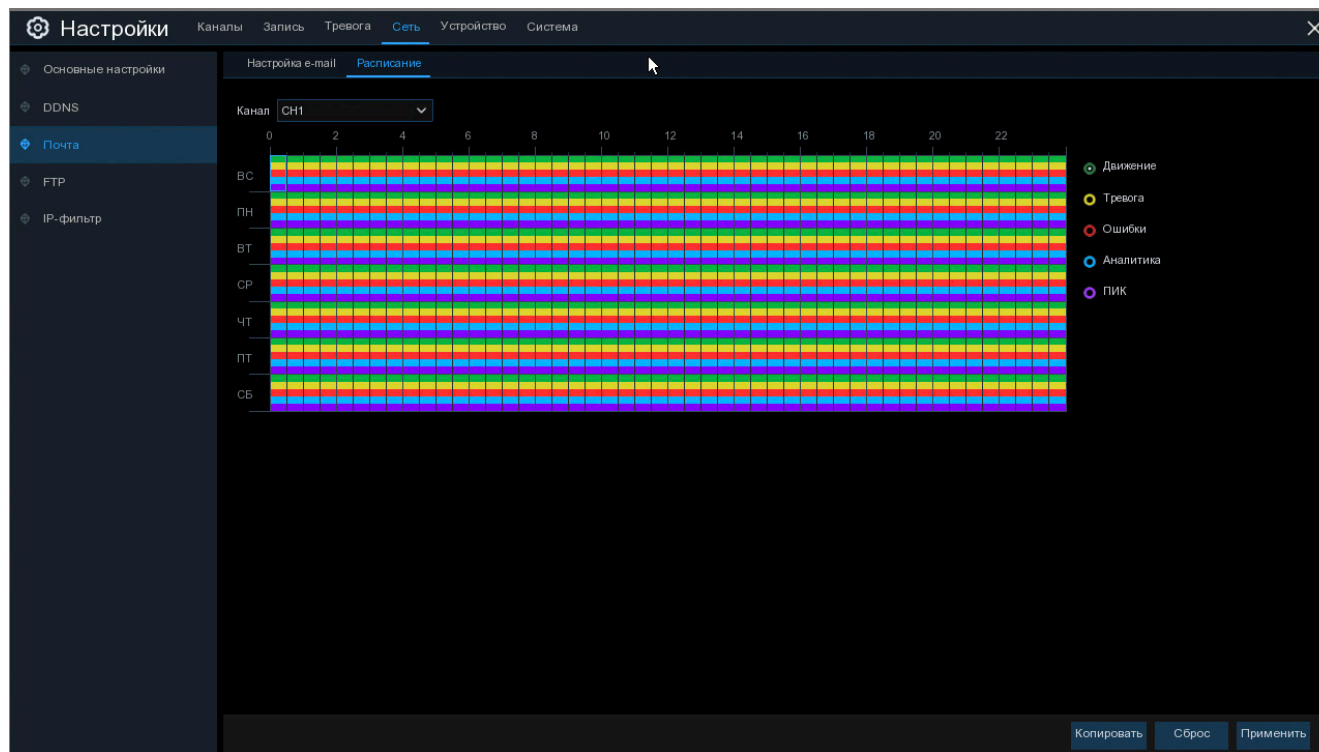 Настройки Каналы Запись Тревога Сеть Устройство Система
Основные настройки
DDNS
Почта
FTP
IP-фильтр
Настройка e-mail Расписание
Канал CH1
0 2 4 6 8 10 12 14 16 18 20 22
ВС
ПН
ВТ
СР
ЧТ
ПТ
СБ
Движение
Тревога
Ошибки
Аналитика
ПИК
Копировать Сброс Применить